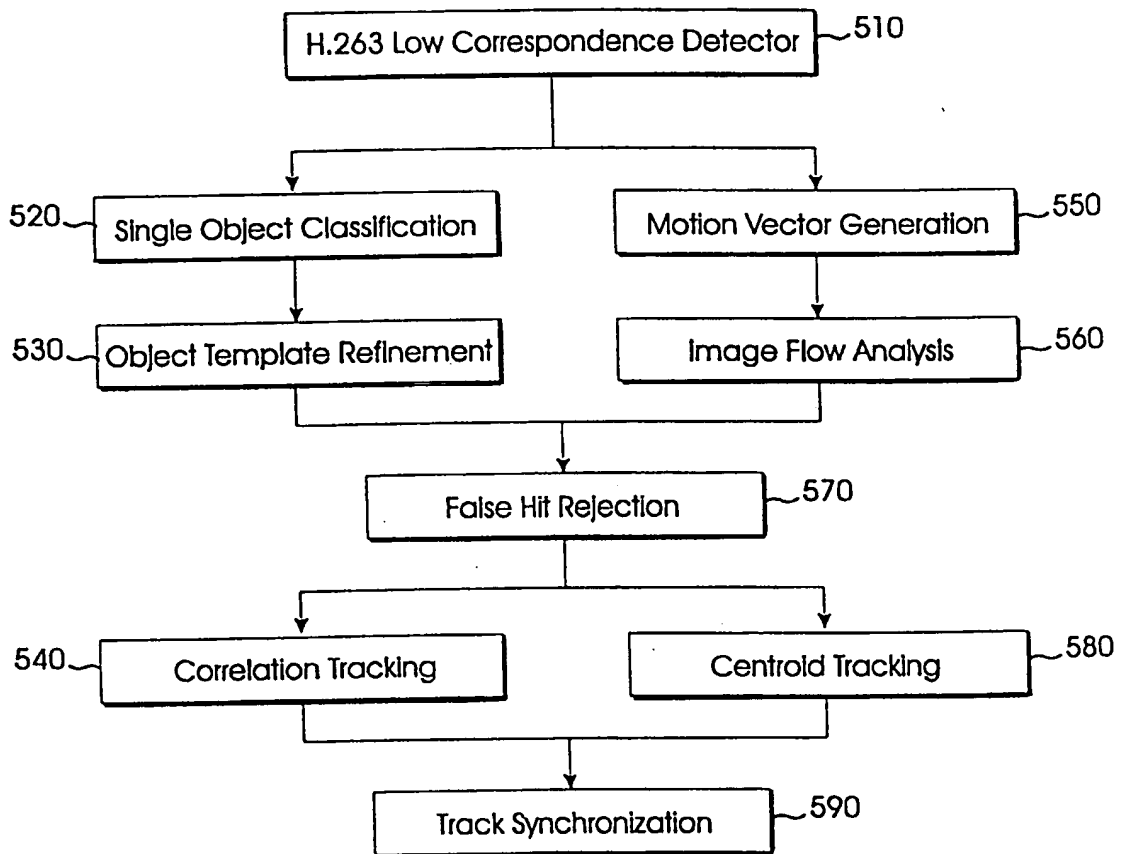 H.263 Low Correspondence Detector 510
520 Single Object Classification
Motion Vector Generation 550
530 Object Template Refinement
Image Flow Analysis 560
False Hit Rejection 570
540 Correlation Tracking
Centroid Tracking 580
Track Synchronization 590